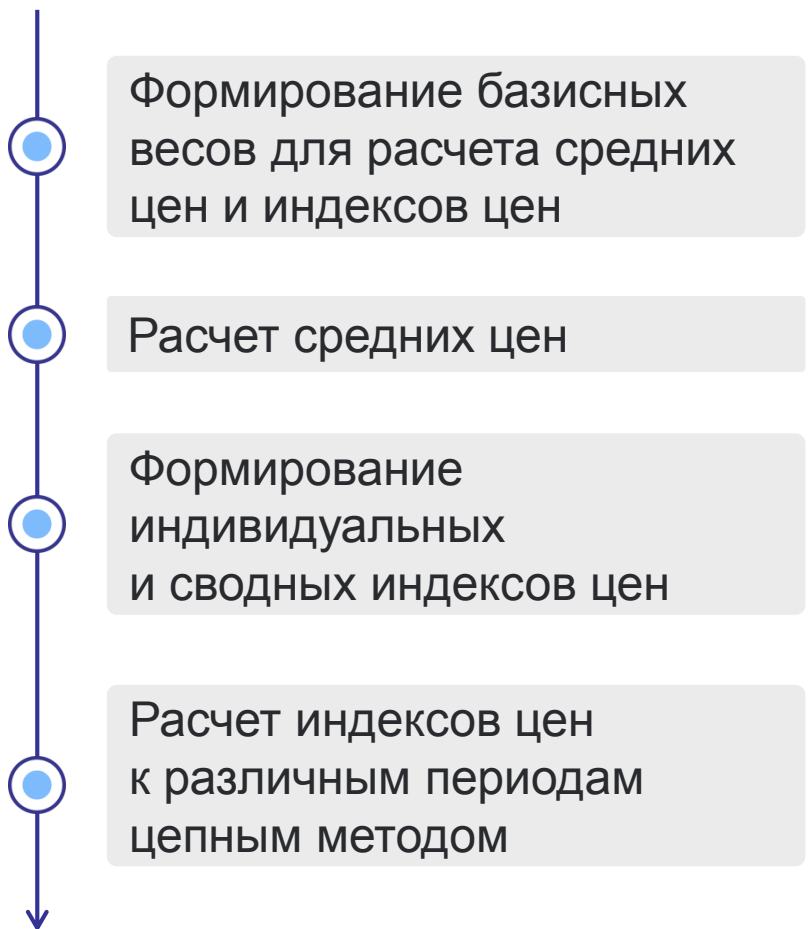 Формирование базисных
весов для расчета средних
цен и индексов цен
Расчет средних цен
Формирование
индивидуальных
и сводных индексов цен
Расчет индексов цен
к различным периодам
цепным методом